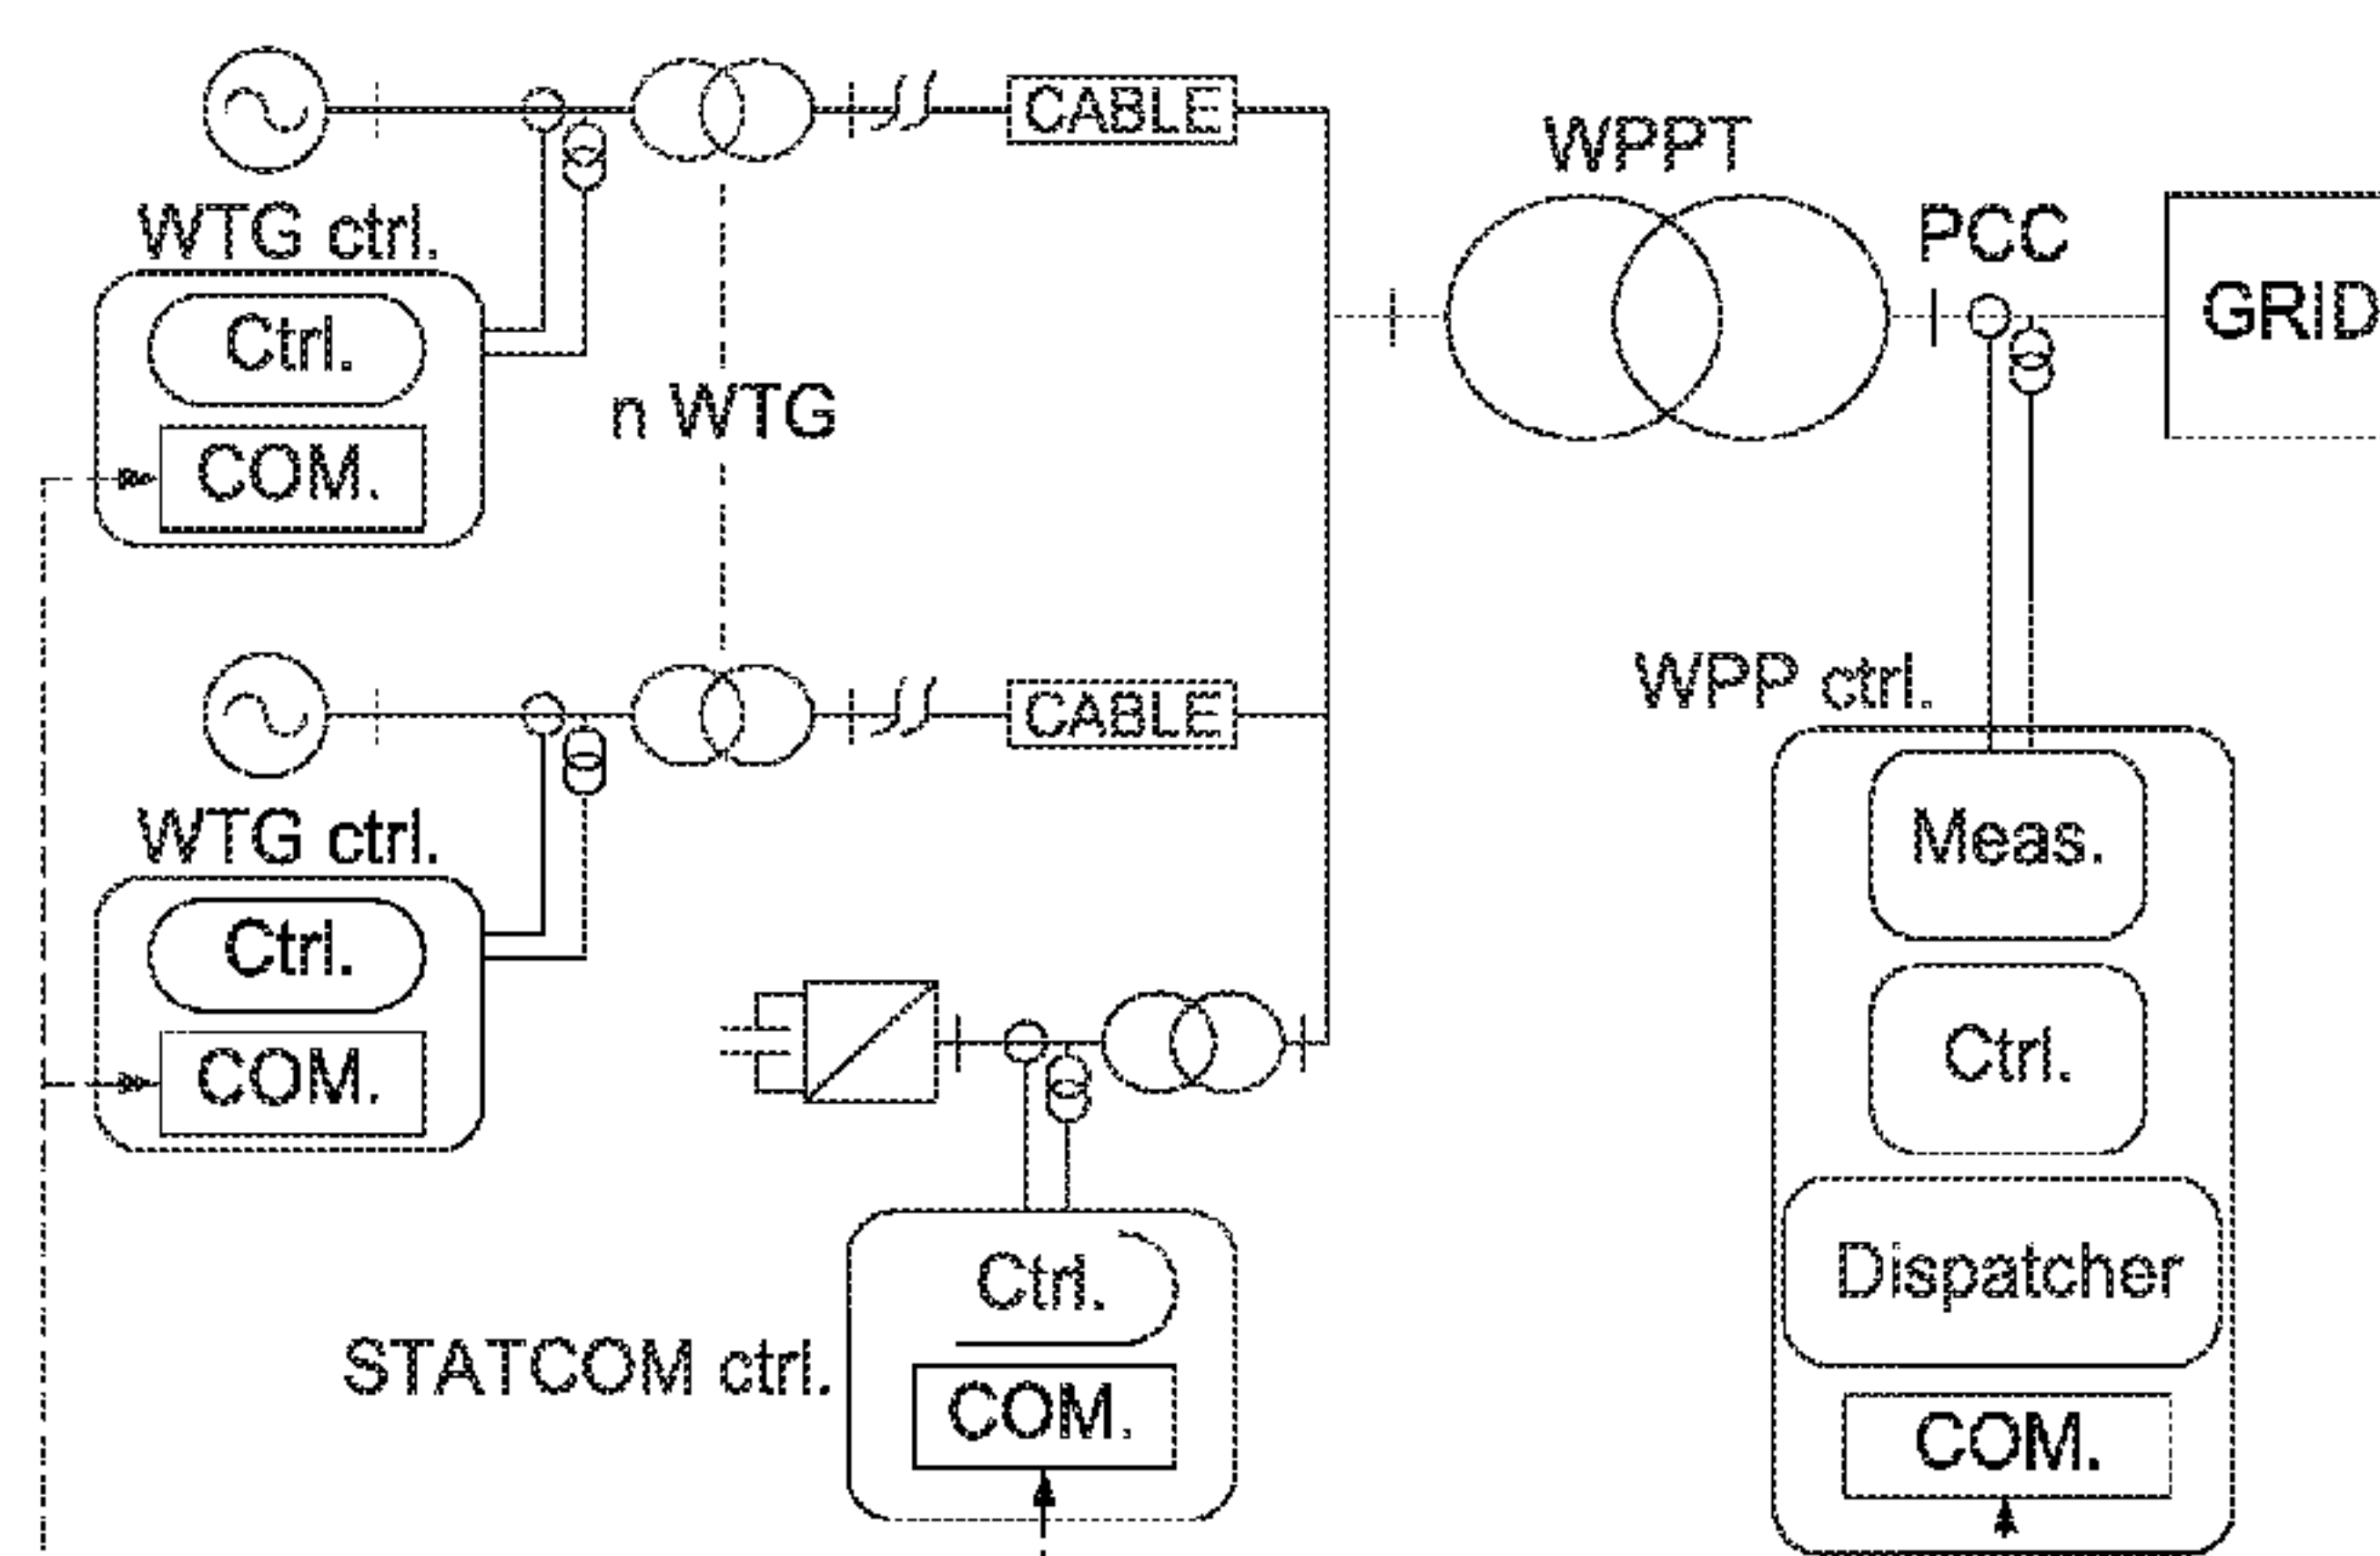 CABLE
WPPT
WTG ctrl.
PCC
GRID
Ctrl.
n WTG
COM.
CABLE
WPP ctrl.
WTG ctrl.
Meas.
Ctrl.
COM.
Ctrl.
Ctrl.
Dispatcher
STATCOM ctrl.
COM.
COM.